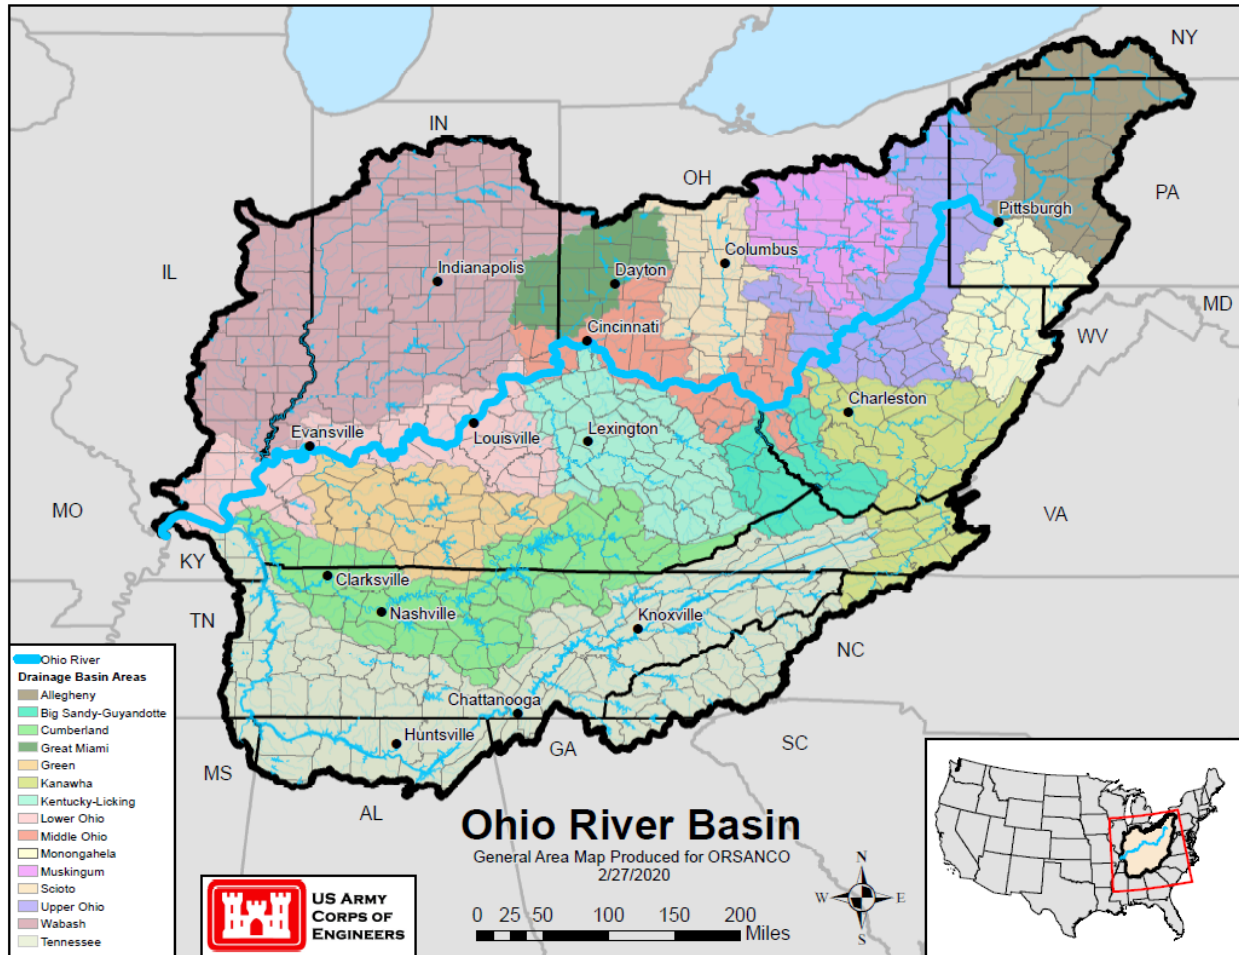 NY
IN
OH
PA
Pittsburgh
Columbus
IL
Indianapolis
Dayton
MD
Cincinnati
WV
Charleston
Evansville
Louisville
Lexington
MO
VA
KY
Clarksville
TN
Nashville
Knoxville
NC
Chattanooga
Huntsville
GA
SC
MS
AL
Ohio River
Drainage Basin Areas
Allegheny
Big Sandy-Guyandotte
Cumberland
Great Miami
Green
Kanawha
Kentucky-Licking
Lower Ohio
Middle Ohio
Monongahela
Muskingum
Scioto
Upper Ohio
Wabash
Tennessee
Ohio River Basin
General Area Map Produced for ORSANCO
2/27/2020
US ARMY
CORPS OF
ENGINEERS
0 25 50 100 150 200
Miles
N
W E
S